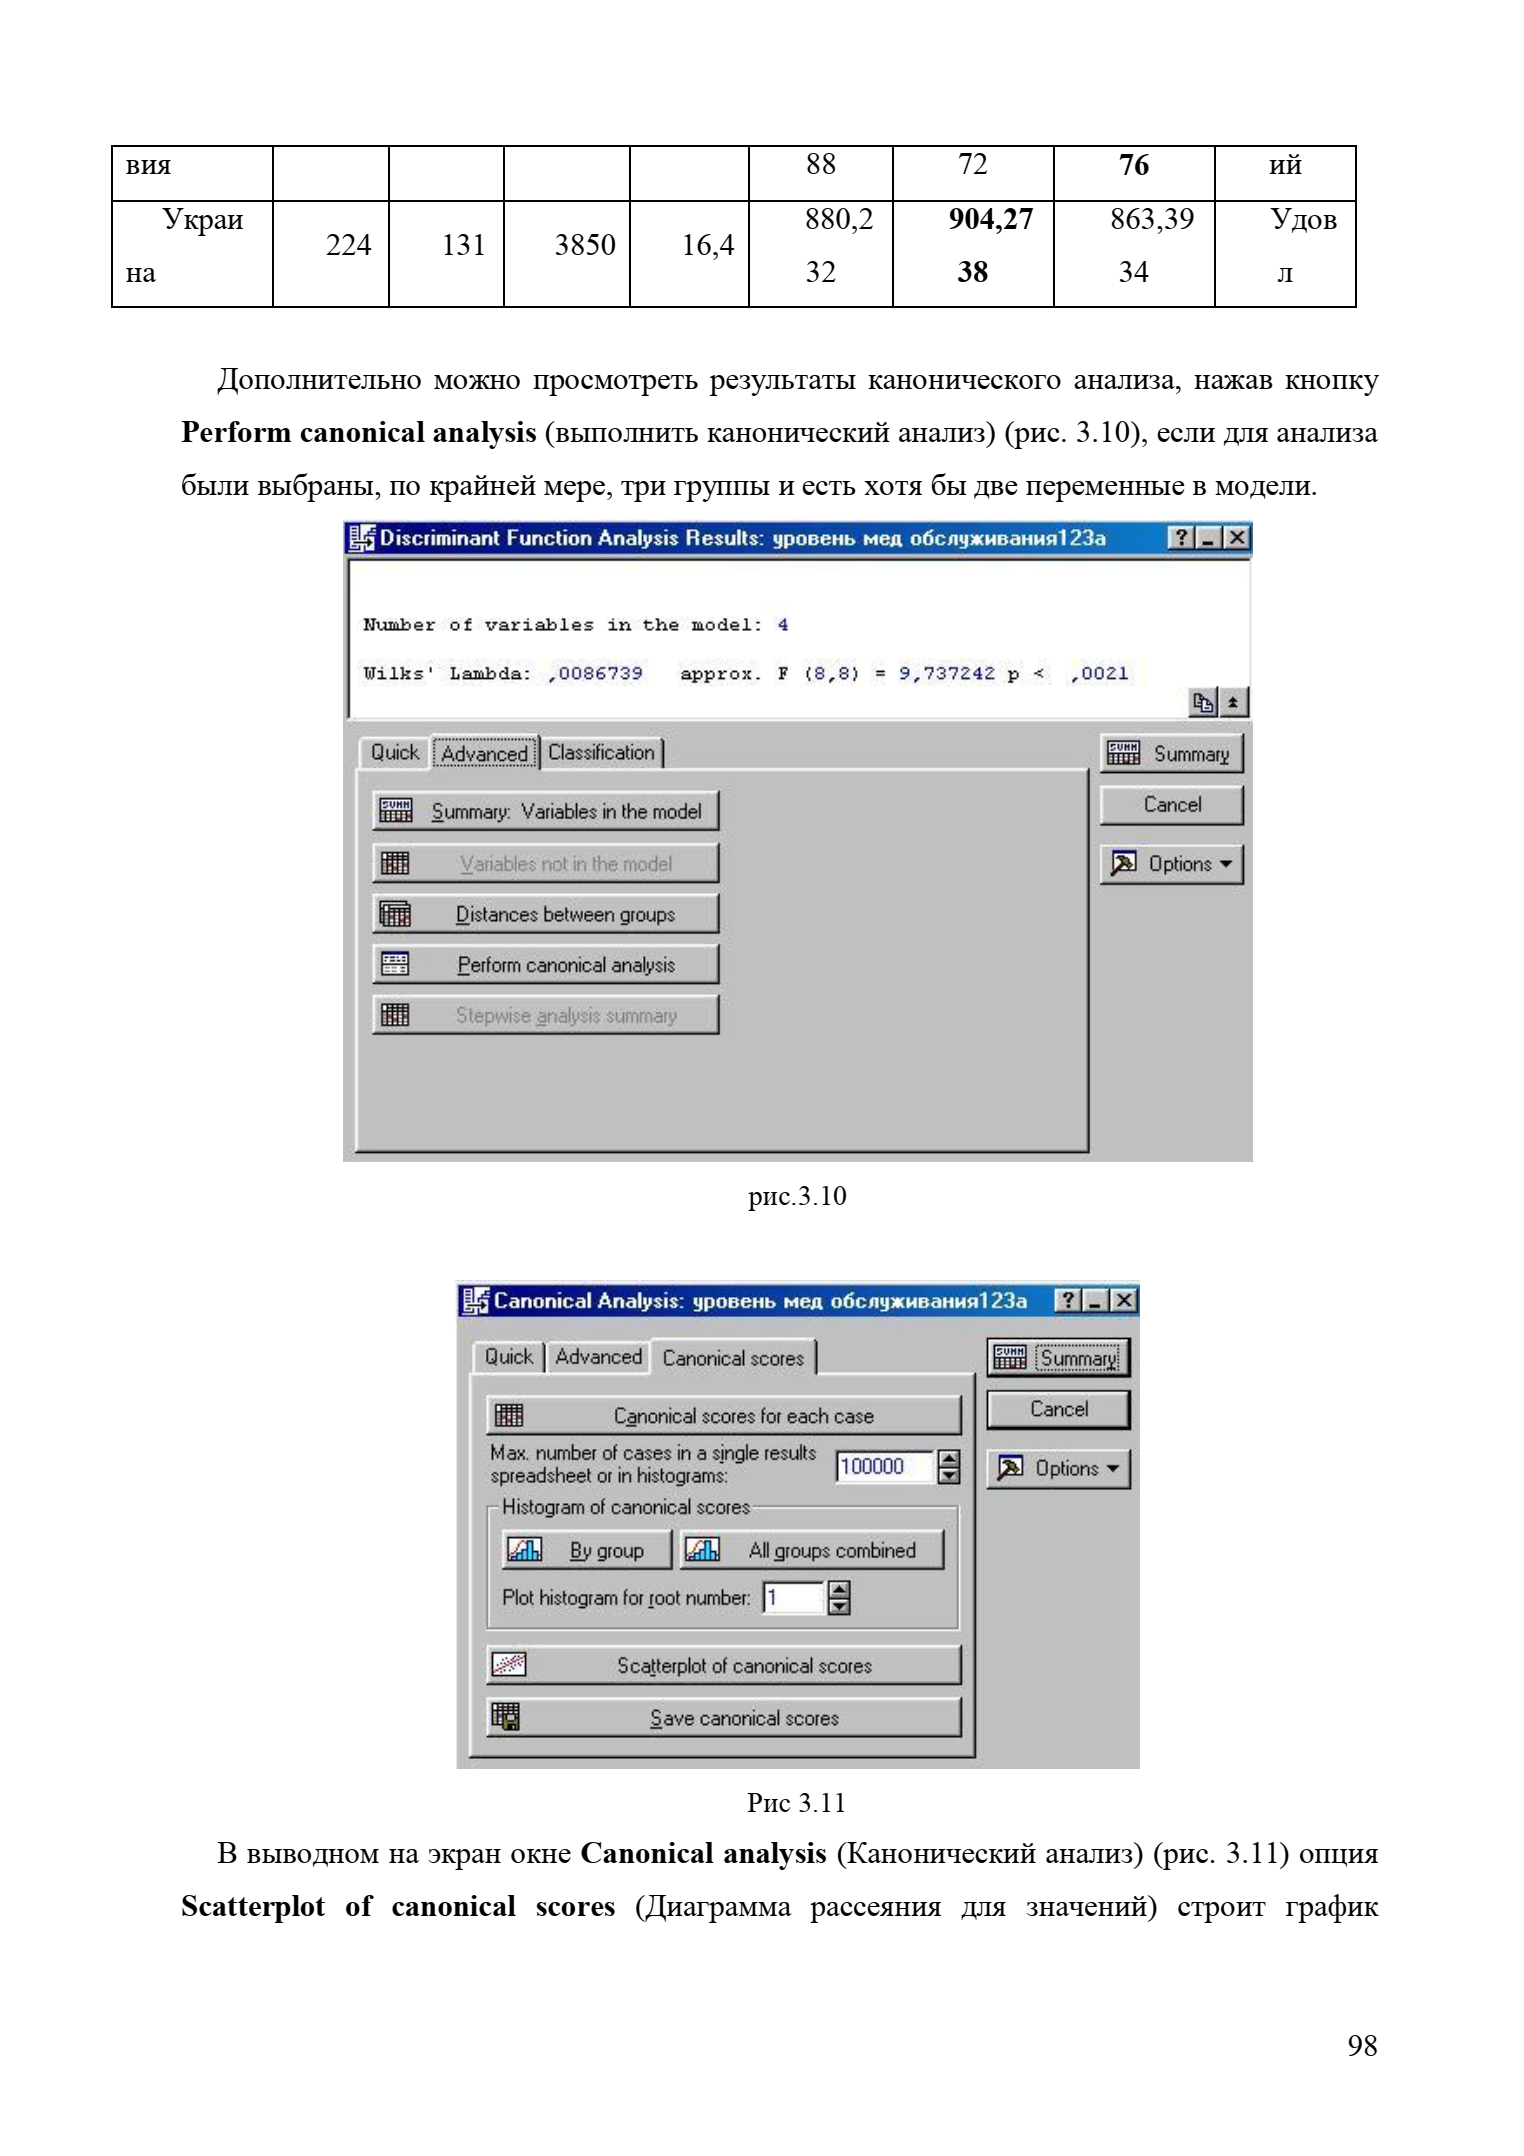 вия 88 72 76 ий
Украи 224 131 3850 16,4 880,2 904,27 863,39 Удов
на 32 38 34 л
Дополнительно можно просмотреть результаты канонического анализа, нажав кнопку
Perform canonical analysis (выполнить канонический анализ) (рис. 3.10), если для анализа
были выбраны, по крайней мере, три группы и есть хотя бы две переменные в модели.
Discriminant Function Analysis Results: уровень мед обслуживания123a
Number of variables in the model: 4
Wilks' Lambda: ,0086739 approx. F (8,8) = 9,737242 p < ,0021
Quick Advanced Classification
Summary
Summary: Variables in the model
Cancel
Variables not in the model
Options
Distances between groups
Perform canonical analysis
Stepwise analysis summary
рис.3.10
Canonical Analysis: уровень мед обслуживания123a
Quick Advanced Canonical scores
Summary
Canonical scores for each case
Cancel
Max. number of cases in a single results
spreadsheet or in histograms: 100000
Options
Histogram of canonical scores
By group All groups combined
Plot histogram for root number: 1
Scatterplot of canonical scores
Save canonical scores
Рис 3.11
В выводном на экран окне Canonical analysis (Канонический анализ) (рис. 3.11) опция
Scatterplot of canonical scores (Диаграмма рассеяния для значений) строит график
98